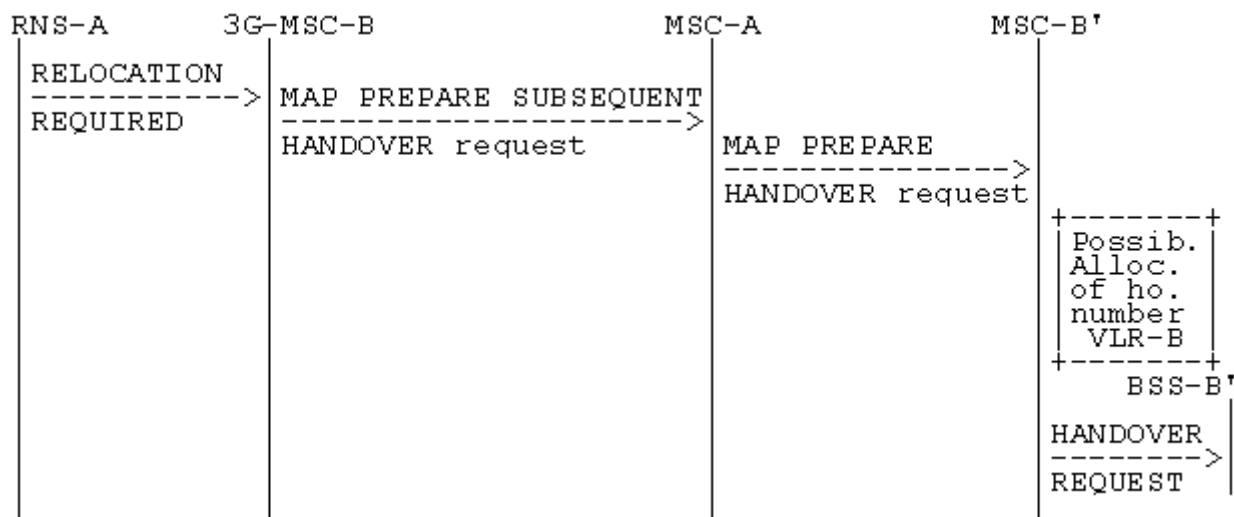 RNS-A 3G-MSC-B MSC-A MSC-B'
RELOCATION
----------->
REQUIRED
MAP PREPARE SUBSEQUENT
--------------------->
HANDOVER request
MAP PREPARE
--------------->
HANDOVER request
+-------+
Possib.
Alloc.
of ho.
number
VLR-B
+-------+
BSS-B'
HANDOVER
-------->
REQUEST